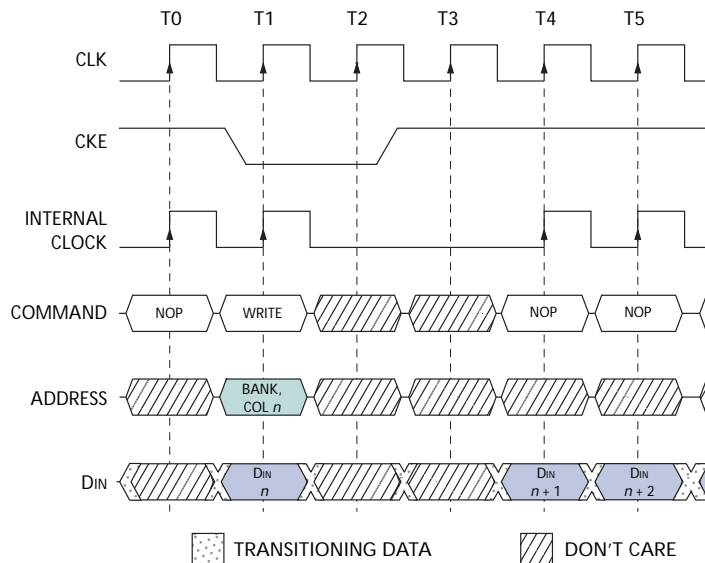 T0 T1 T2 T3 T4 T5
CLK
CKE
INTERNAL
CLOCK
COMMAND NOP WRITE NOP NOP
ADDRESS BANK,
COL n
DIN DIN
n DIN
n + 1 DIN
n + 2
TRANSITIONING DATA DON'T CARE